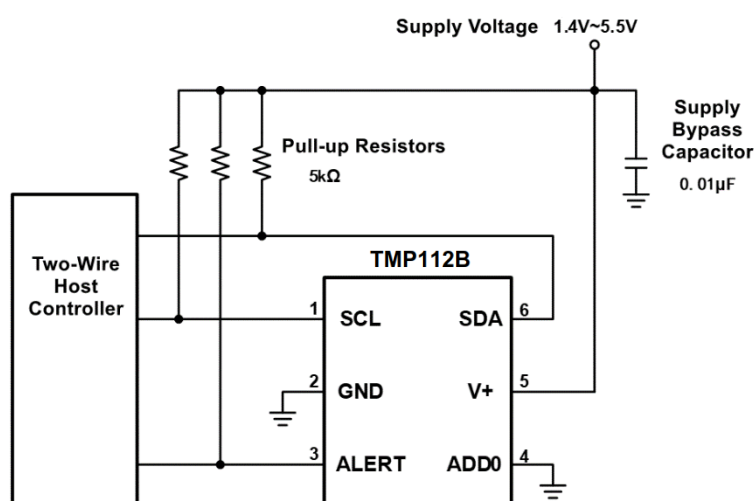 Supply Voltage 1.4V~5.5V
Supply
Bypass
Capacitor
0.01µF
Pull-up Resistors
5kΩ
Two-Wire
Host
Controller
TMP112B
1 SCL SDA 6
2 GND V+ 5
3 ALERT ADD0 4